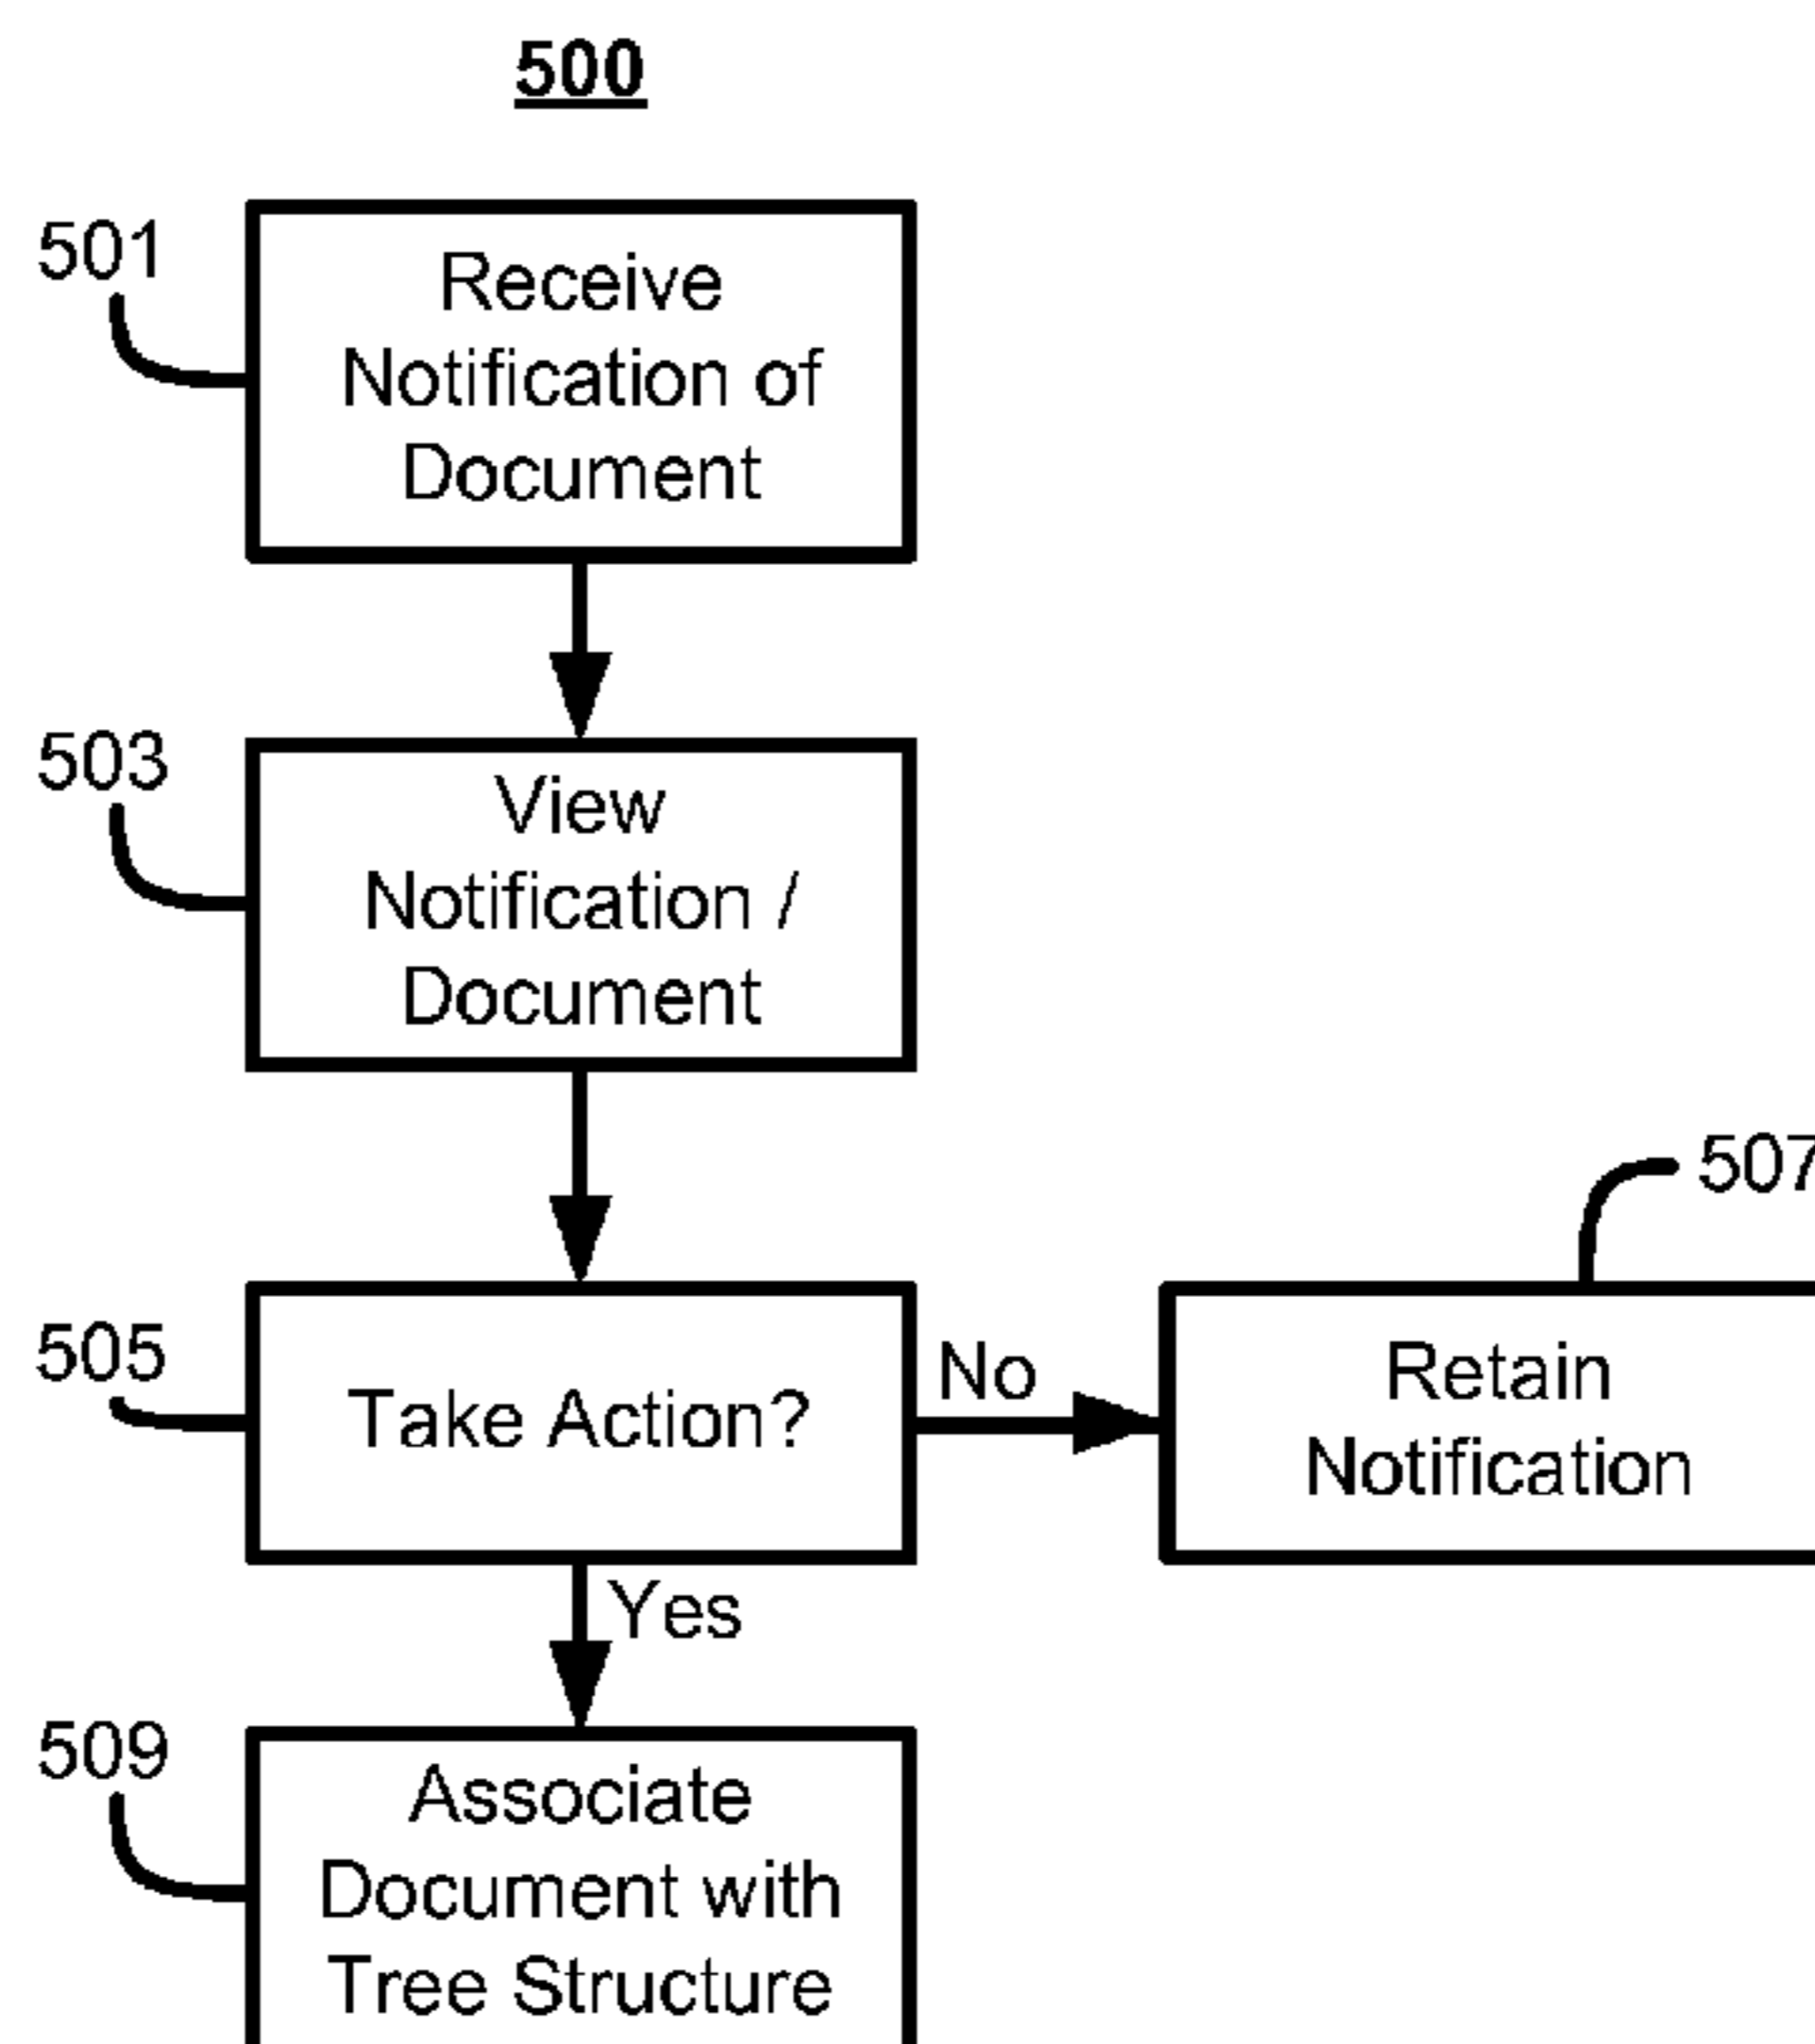 500
501
Receive
Notification of
Document
503
View
Notification /
Document
505
Take Action?
No
507
Retain
Notification
Yes
509
Associate
Document with
Tree Structure